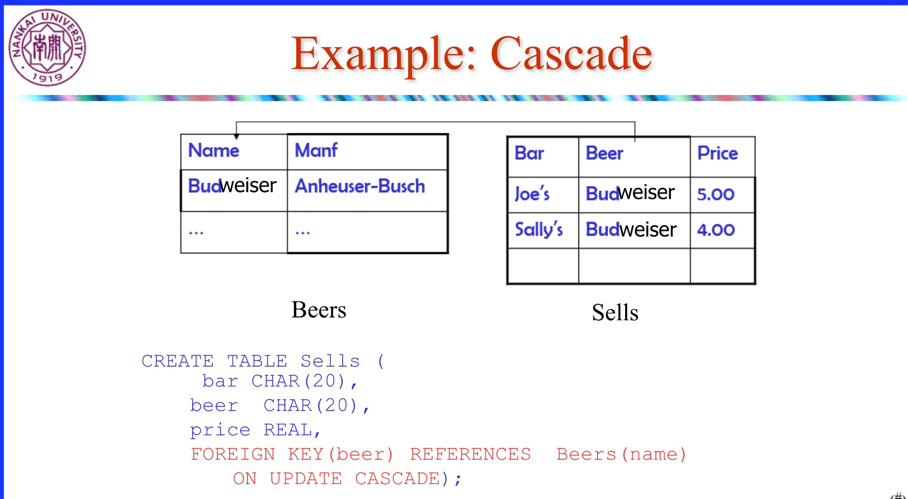 NANKAI UNIVERSITY
南開
1919
Example: Cascade
Name Manf
Budweiser Anheuser-Busch
... ...
Beers
Bar Beer Price
Joe's Budweiser 5.00
Sally's Budweiser 4.00
Sells
CREATE TABLE Sells (
bar CHAR(20),
beer CHAR(20),
price REAL,
FOREIGN KEY(beer) REFERENCES Beers(name)
ON UPDATE CASCADE);
(#)